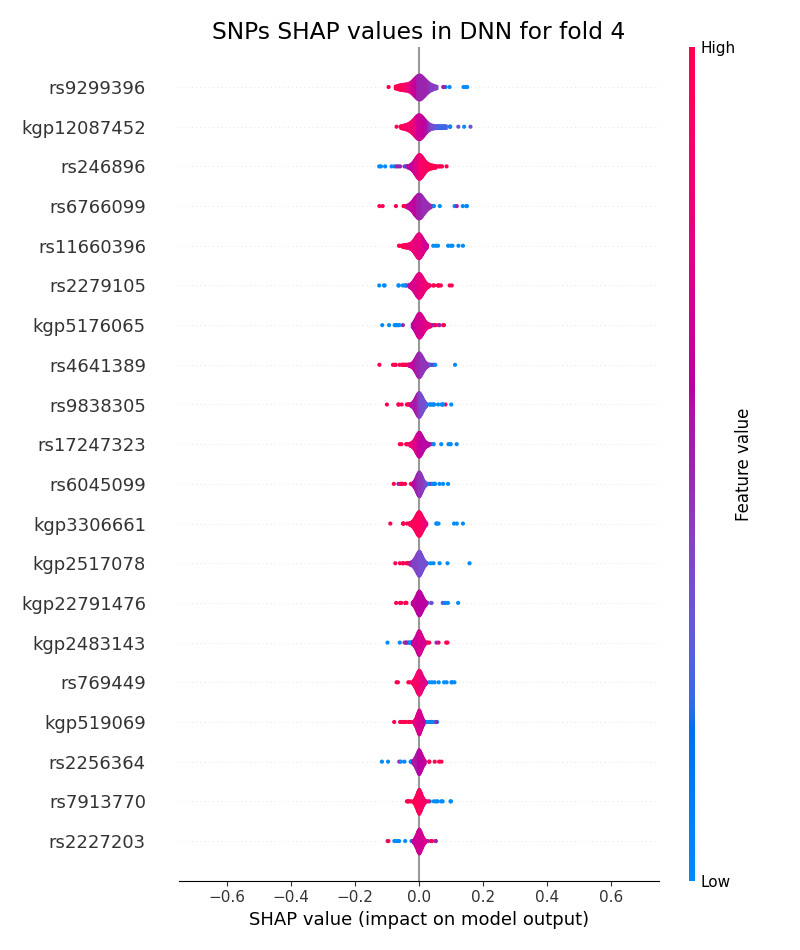 SNPs SHAP values in DNN for fold 4
High
rs9299396
kgp12087452
rs246896
rs6766099
rs11660396
rs2279105
kgp5176065
rs4641389
rs9838305
rs17247323
rs6045099
kgp3306661
kgp2517078
kgp22791476
kgp2483143
rs769449
kgp519069
rs2256364
rs7913770
rs2227203
Feature value
Low
−0.6 −0.4 −0.2 0.0 0.2 0.4 0.6
SHAP value (impact on model output)